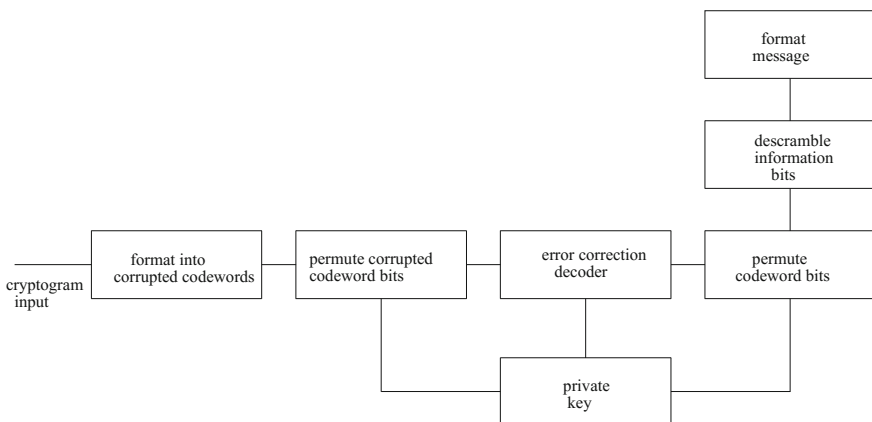 format
message
descramble
information
bits
format into
corrupted codewords
permute corrupted
codeword bits
error correction
decoder
permute
codeword bits
cryptogram
input
private
key